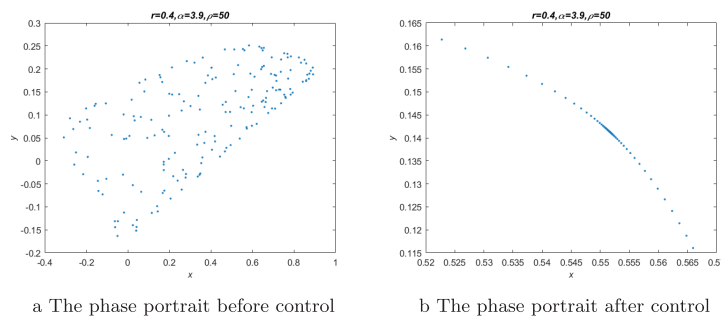 r=0.4,α=3.9,ρ=50
0.3
0.25
0.2
0.15
0.1
0.05
0
-0.05
-0.1
-0.15
-0.2
y
-0.4 -0.2 0 0.2 0.4 0.6 0.8 1
x
a The phase portrait before control
r=0.4,α=3.9,ρ=50
0.165
0.16
0.155
0.15
0.145
0.14
0.135
0.13
0.125
0.12
0.115
y
0.52 0.525 0.53 0.535 0.54 0.545 0.55 0.555 0.56 0.565 0.57
x
b The phase portrait after control